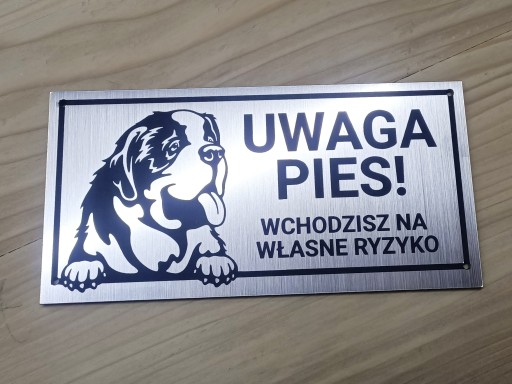 UWAGA
PIES!
WCHODZISZ NA
WŁASNE RYZYKO